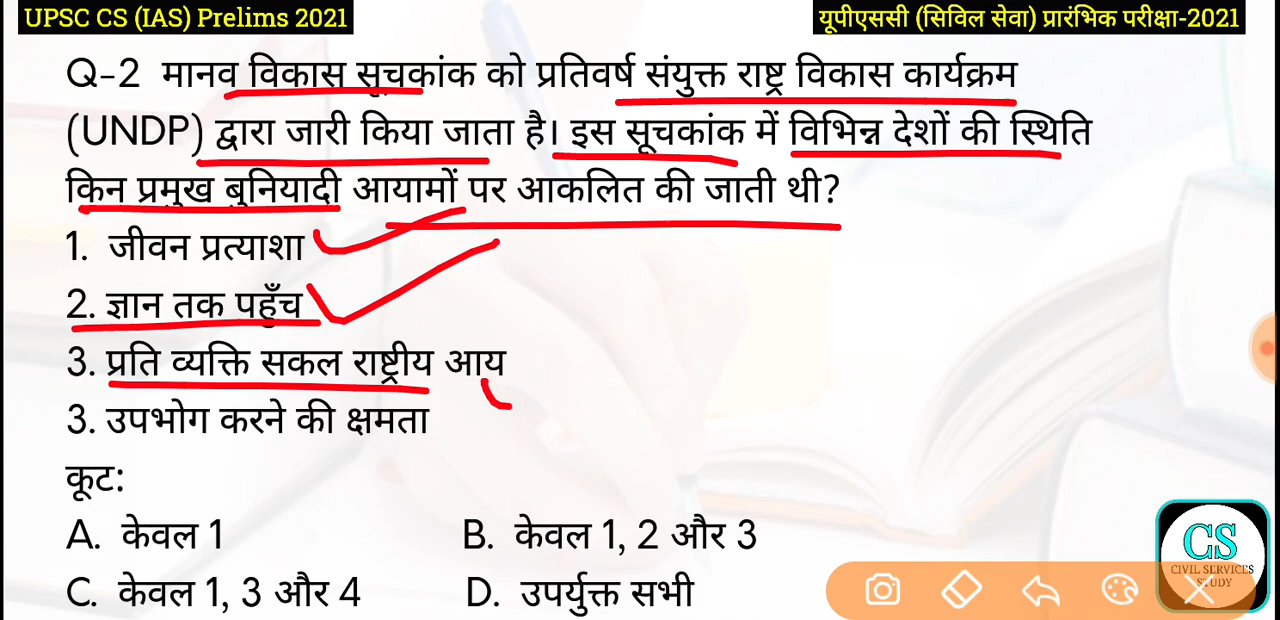 UPSC CS (IAS) Prelims 2021
यूपीएससी (सिविल सेवा) प्रारंभिक परीक्षा-2021
Q-2 मानव विकास सूचकांक को प्रतिवर्ष संयुक्त राष्ट्र विकास कार्यक्रम
(UNDP) द्वारा जारी किया जाता है। इस सूचकांक में विभिन्न देशों की स्थिति
किन प्रमुख बुनियादी आयामों पर आकलित की जाती थी?
1. जीवन प्रत्याशा
2. ज्ञान तक पहुँच
3. प्रति व्यक्ति सकल राष्ट्रीय आय
3. उपभोग करने की क्षमता
कूट:
A. केवल 1
B. केवल 1, 2 और 3
C. केवल 1, 3 और 4
D. उपर्युक्त सभी
CS
CIVIL SERVICES
STUDY